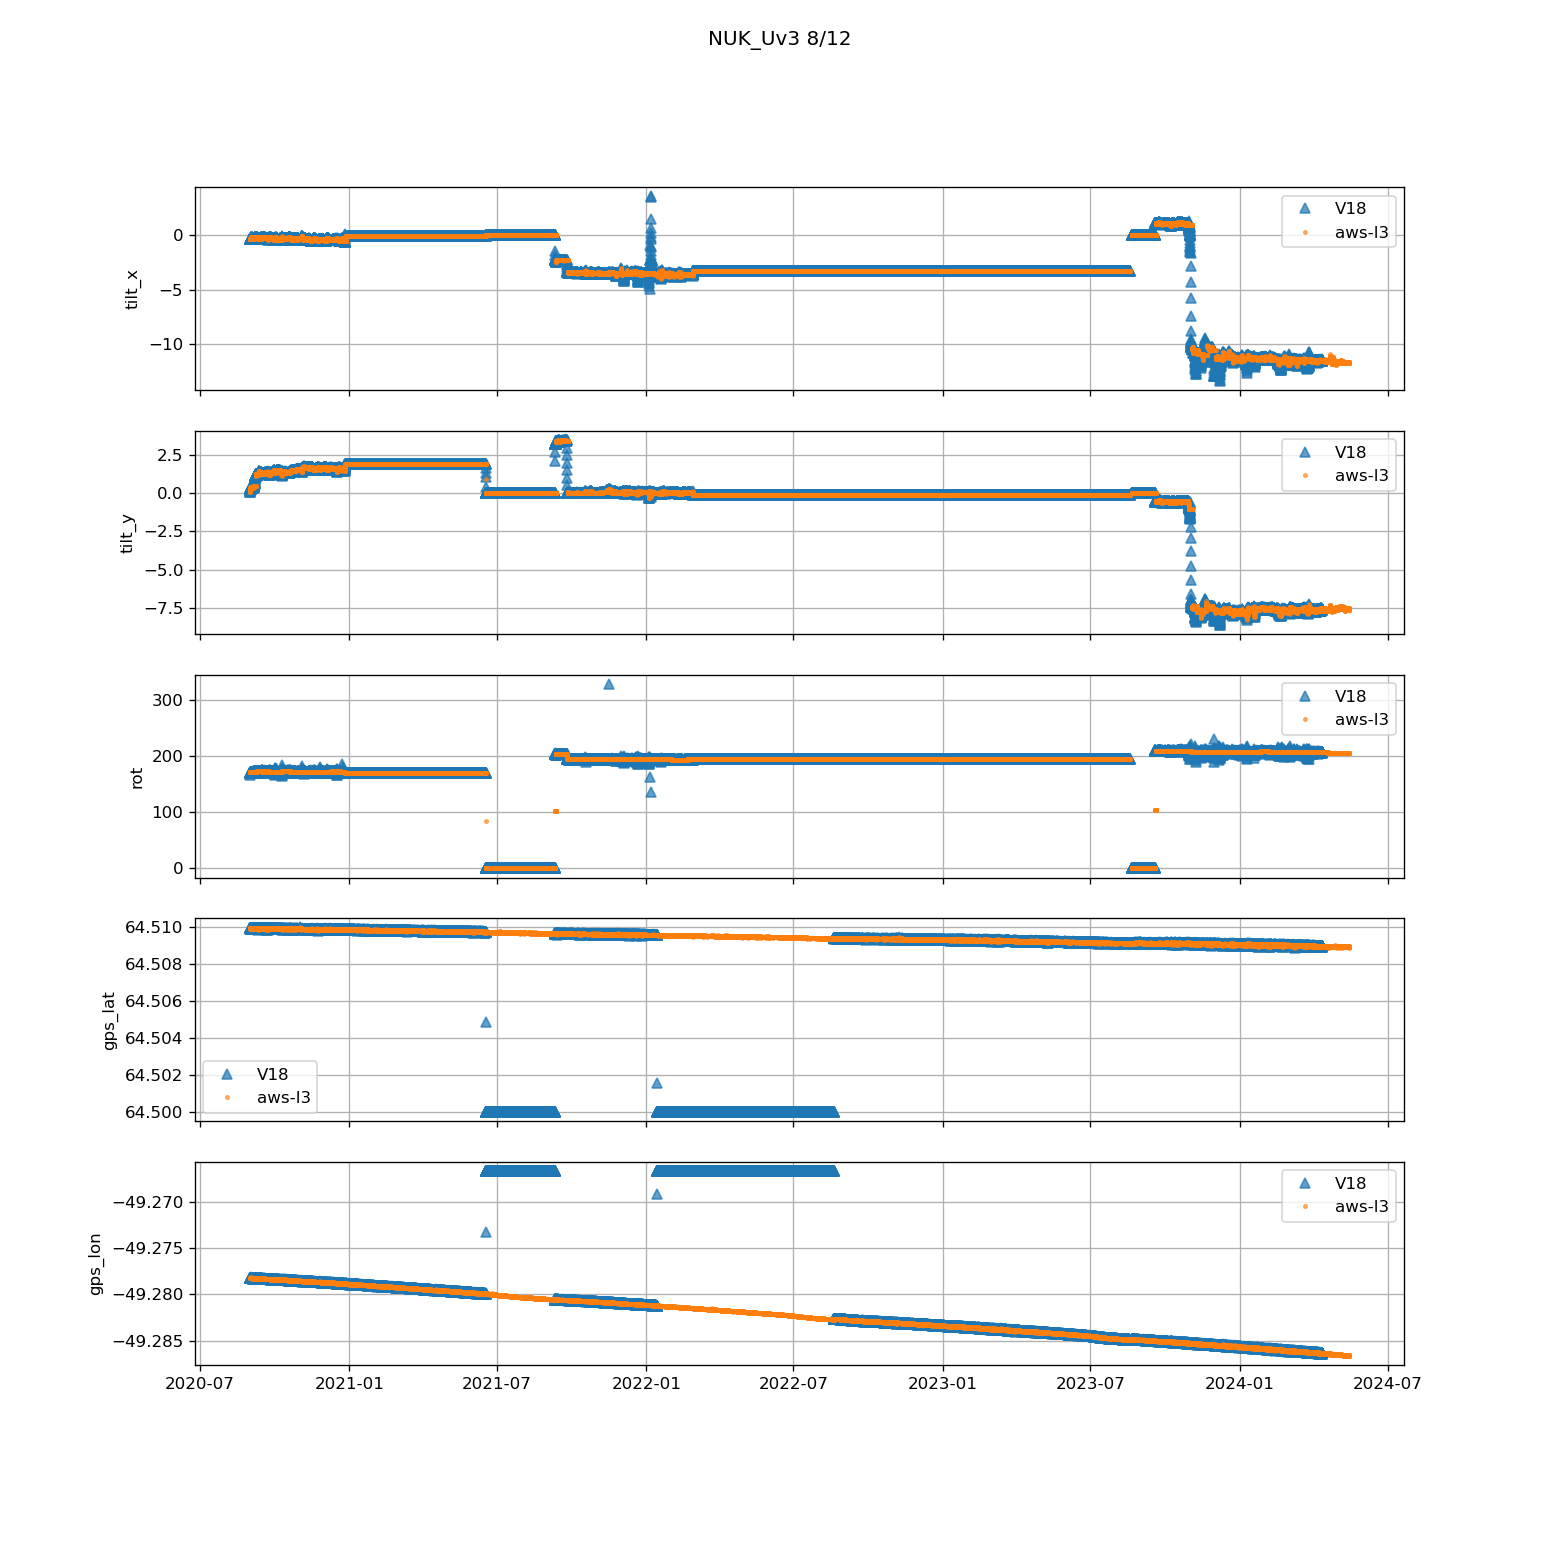 NUK_Uv3 8/12
0
−5
−10
tilt_x
V18
aws-l3
2.5
0.0
−2.5
−5.0
−7.5
tilt_y
V18
aws-l3
300
200
100
0
rot
V18
aws-l3
64.510
64.508
64.506
64.504
64.502
64.500
gps_lat
V18
aws-l3
−49.270
−49.275
−49.280
−49.285
gps_lon
V18
aws-l3
2020-07 2021-01 2021-07 2022-01 2022-07 2023-01 2023-07 2024-01 2024-07